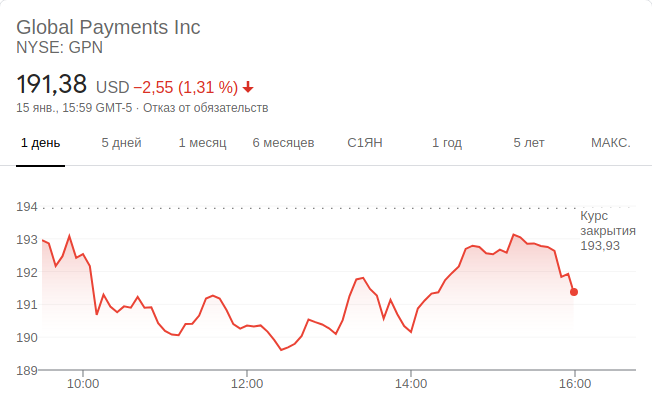 Global Payments Inc
NYSE: GPN
191,38 USD −2,55 (1,31 %)
15 янв., 15:59 GMT-5 · Отказ от обязательств
1 день 5 дней 1 месяц 6 месяцев С1ЯН 1 год 5 лет МАКС.
194
Курс
закрытия
193,93
193
192
191
190
189
10:00 12:00 14:00 16:00